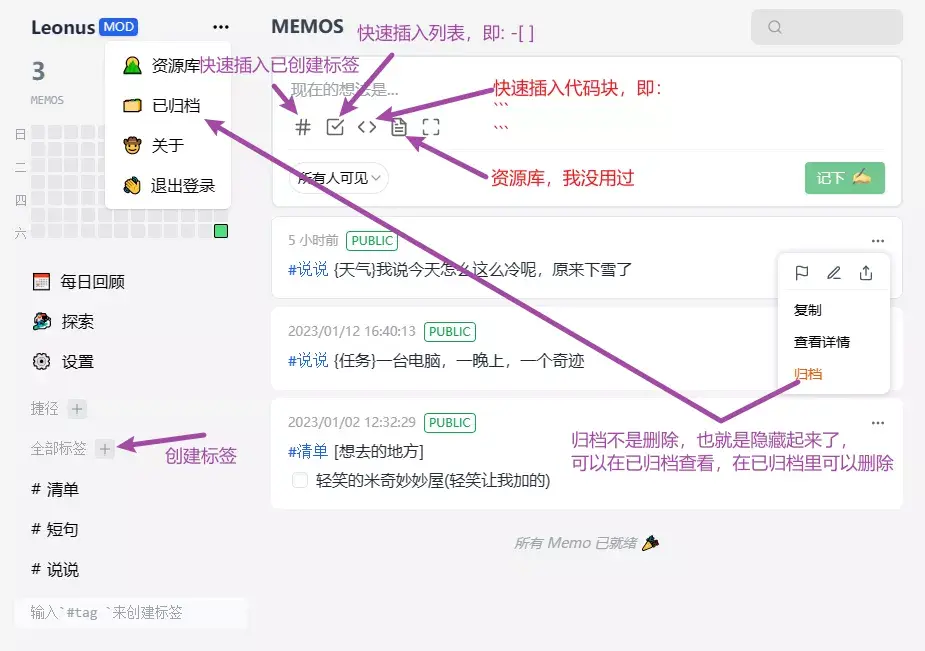 Leonus MOD
3
MEMOS
资源库
已归档
关于
退出登录
日
二
四
六
每日回顾
探索
设置
捷径 +
全部标签 +
创建标签
# 清单
# 短句
# 说说
输入`#tag `来创建标签
MEMOS
快速插入列表，即: -[ ]
快速插入已创建标签
现在的想法是...
快速插入代码块，即：
```
```
资源库，我没用过
所有人可见
记下 ✍
5 小时前 PUBLIC
#说说 {天气}我说今天怎么这么冷呢，原来下雪了
复制
查看详情
归档
2023/01/12 16:40:13 PUBLIC
#说说 {任务}一台电脑，一晚上，一个奇迹
2023/01/02 12:32:29 PUBLIC
#清单 [想去的地方]
轻笑的米奇妙妙屋(轻笑让我加的)
归档不是删除，也就是隐藏起来了，
可以在已归档查看，在已归档里可以删除
所有 Memo 已就绪 🎉